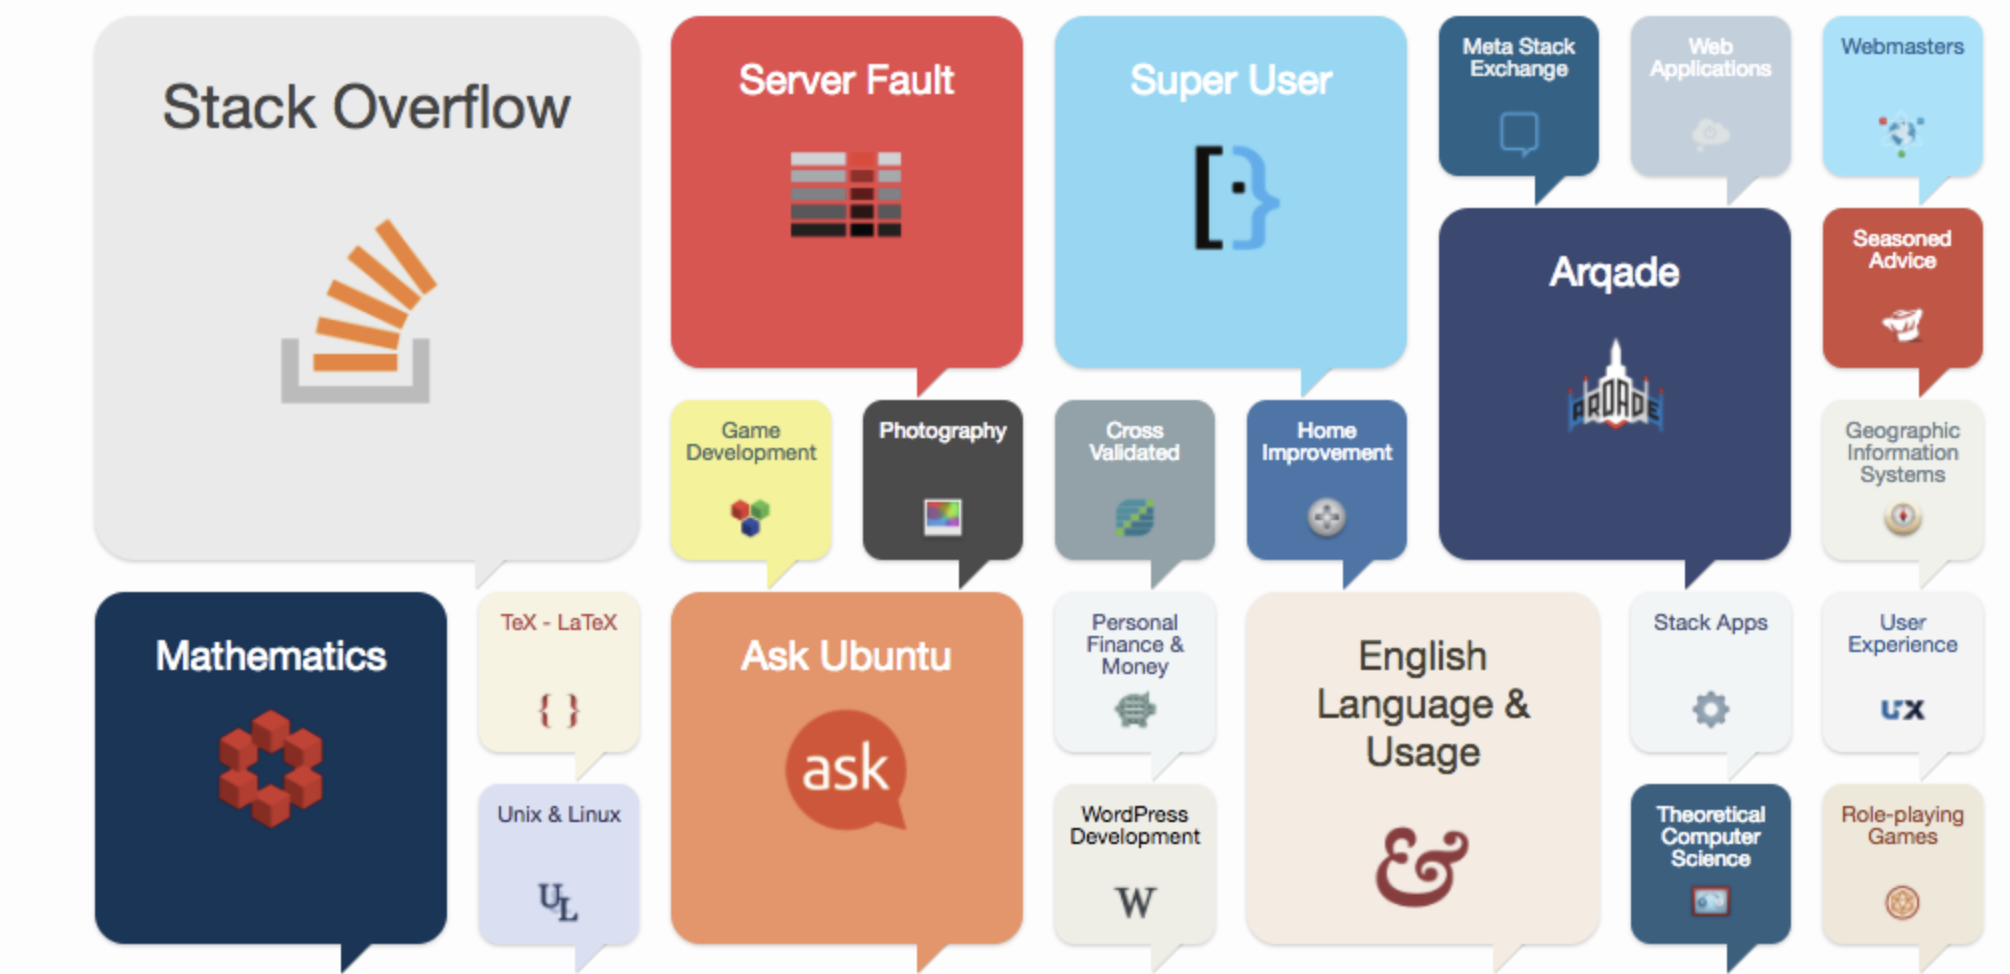 Stack Overflow
Server Fault
Super User
Meta Stack
Exchange
Web
Applications
Webmasters
Arqade
ARQADE
Seasoned
Advice
Game
Development
Photography
Cross
Validated
Home
Improvement
Geographic
Information
Systems
Mathematics
TeX - LaTeX
{ }
Ask Ubuntu
ask
Personal
Finance &
Money
English
Language &
Usage
&
Stack Apps
User
Experience
UX
Unix & Linux
UL
WordPress
Development
W
Theoretical
Computer
Science
Role-playing
Games